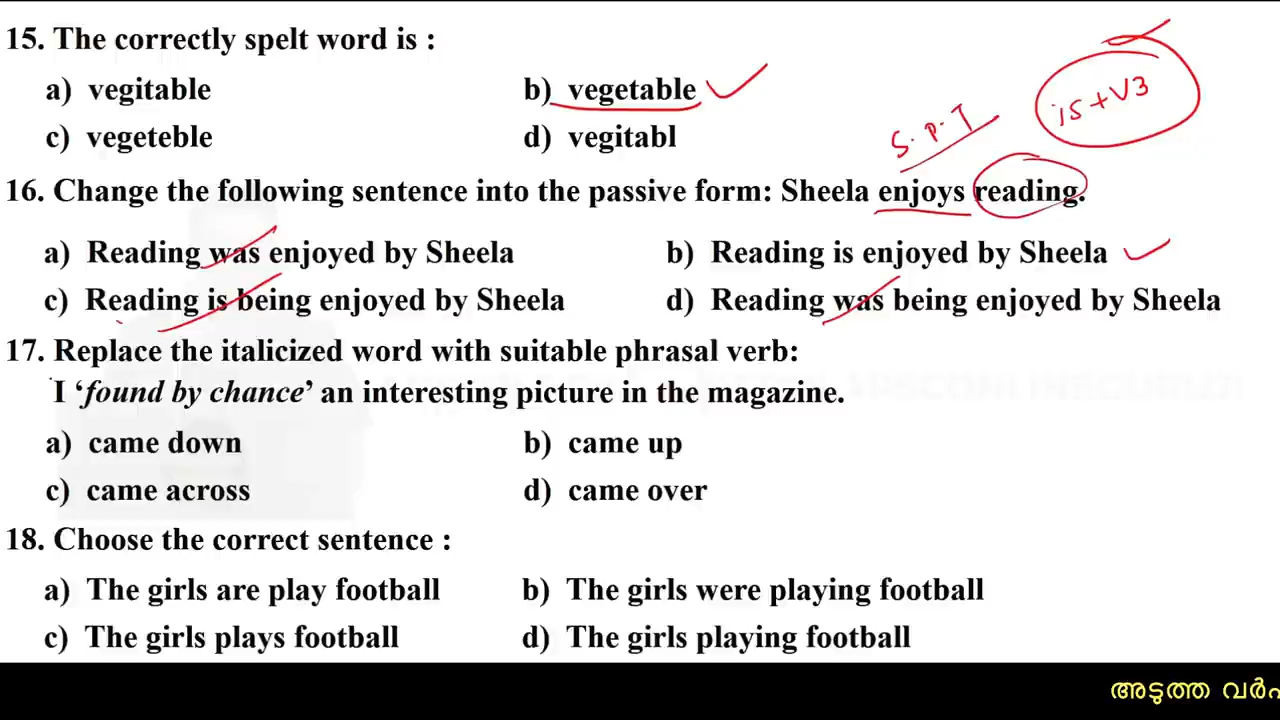 15. The correctly spelt word is :
a) vegitable b) vegetable
c) vegeteble d) vegitabl
is+V3
S.P.T
16. Change the following sentence into the passive form: Sheela enjoys reading.
a) Reading was enjoyed by Sheela b) Reading is enjoyed by Sheela
c) Reading is being enjoyed by Sheela d) Reading was being enjoyed by Sheela
17. Replace the italicized word with suitable phrasal verb:
I ‘found by chance’ an interesting picture in the magazine.
a) came down b) came up
c) came across d) came over
18. Choose the correct sentence :
a) The girls are play football b) The girls were playing football
c) The girls plays football d) The girls playing football
അടുത്ത